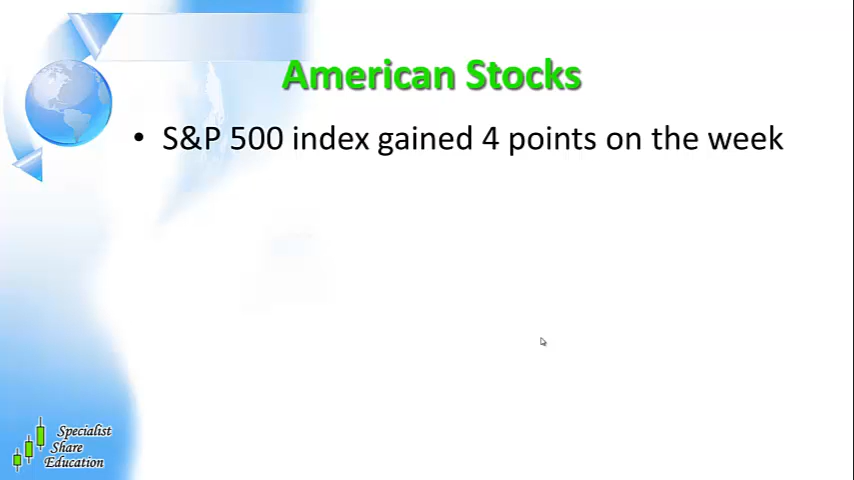 American Stocks
• S&P 500 index gained 4 points on the week
Specialist
Share
Education